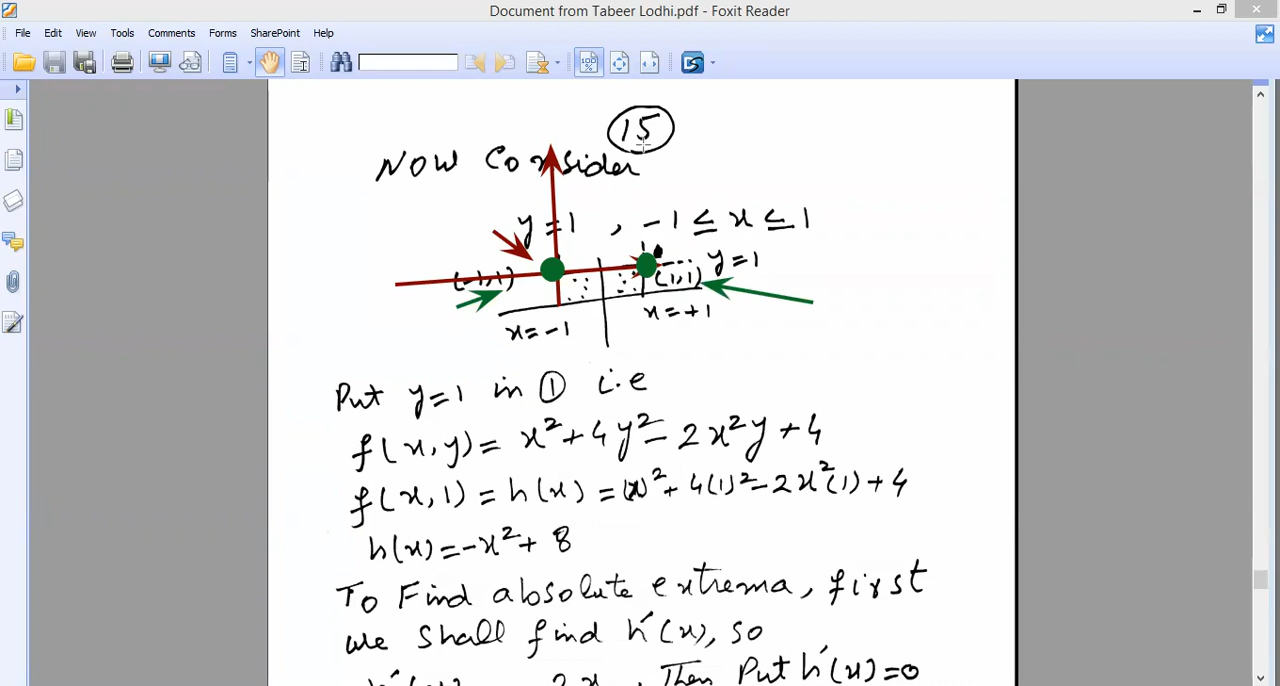 Document from Tabeer Lodhi.pdf - Foxit Reader
File Edit View Tools Comments Forms SharePoint Help
15
Now Consider
y=1 , -1 ≤ x ≤ 1
(-1,1) (1,1) y=1
x=-1 x=+1
Put y=1 in ① i.e
f(x,y)= x²+4y²-2x²y+4
f(x,1)=h(x)=(x)²+4(1)²-2x²(1)+4
h(x)=-x²+8
To Find absolute extrema, first
we shall find h'(x), so
2x, Then Put h'(x)=0